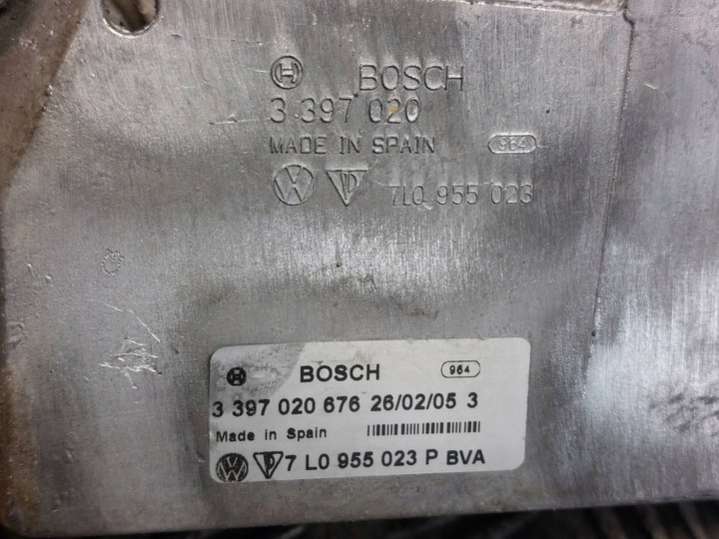 BOSCH
3 397 020
MADE IN SPAIN 964
7L0 955 023
BOSCH 964
3 397 020 676 26/02/05 3
Made in Spain
7 L0 955 023 P BVA